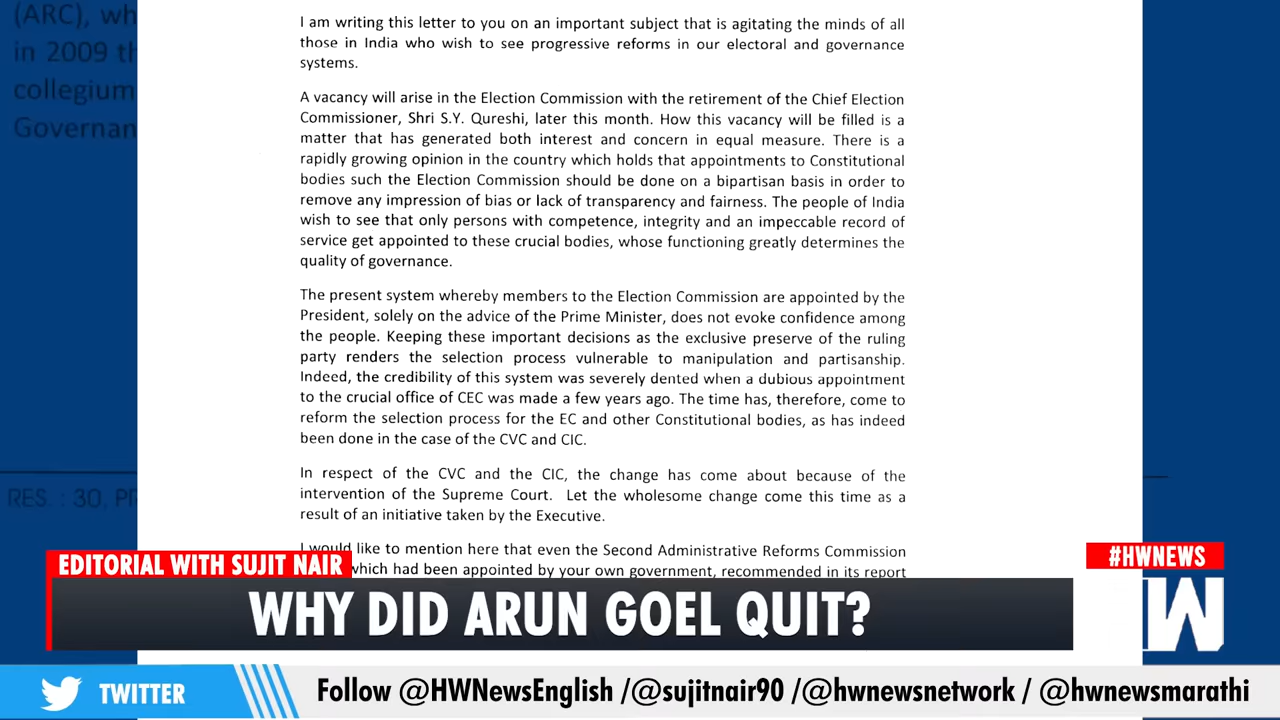 (ARC), wh
in 2009 th
collegium
Governan
RES. : 30, P
I am writing this letter to you on an important subject that is agitating the minds of all
those in India who wish to see progressive reforms in our electoral and governance
systems.
A vacancy will arise in the Election Commission with the retirement of the Chief Election
Commissioner, Shri S.Y. Qureshi, later this month. How this vacancy will be filled is a
matter that has generated both interest and concern in equal measure. There is a
rapidly growing opinion in the country which holds that appointments to Constitutional
bodies such the Election Commission should be done on a bipartisan basis in order to
remove any impression of bias or lack of transparency and fairness. The people of India
wish to see that only persons with competence, integrity and an impeccable record of
service get appointed to these crucial bodies, whose functioning greatly determines the
quality of governance.
The present system whereby members to the Election Commission are appointed by the
President, solely on the advice of the Prime Minister, does not evoke confidence among
the people. Keeping these important decisions as the exclusive preserve of the ruling
party renders the selection process vulnerable to manipulation and partisanship.
Indeed, the credibility of this system was severely dented when a dubious appointment
to the crucial office of CEC was made a few years ago. The time has, therefore, come to
reform the selection process for the EC and other Constitutional bodies, as has indeed
been done in the case of the CVC and CIC.
In respect of the CVC and the CIC, the change has come about because of the
intervention of the Supreme Court. Let the wholesome change come this time as a
result of an initiative taken by the Executive.
I would like to mention here that even the Second Administrative Reforms Commission
which had been appointed by your own government, recommended in its report
EDITORIAL WITH SUJIT NAIR
#HWNEWS
WHY DID ARUN GOEL QUIT?
TWITTER
Follow @HWNewsEnglish /@sujitnair90 /@hwnewsnetwork / @hwnewsmarathi